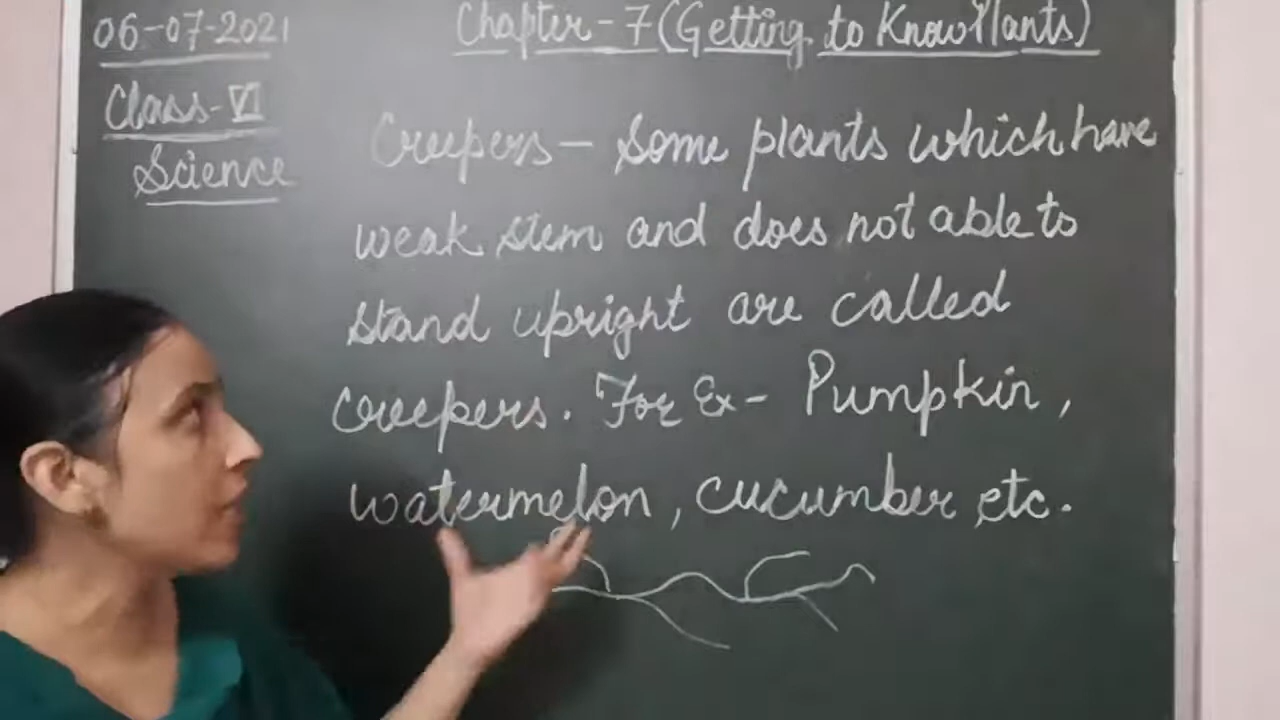 06-07-2021
Chapter-7 (Getting to Know Plants)
Class-VI
Science
Creepers – Some plants which have
weak stem and does not able to
stand upright are called
creepers. For Ex - Pumpkin,
watermelon, cucumber etc.